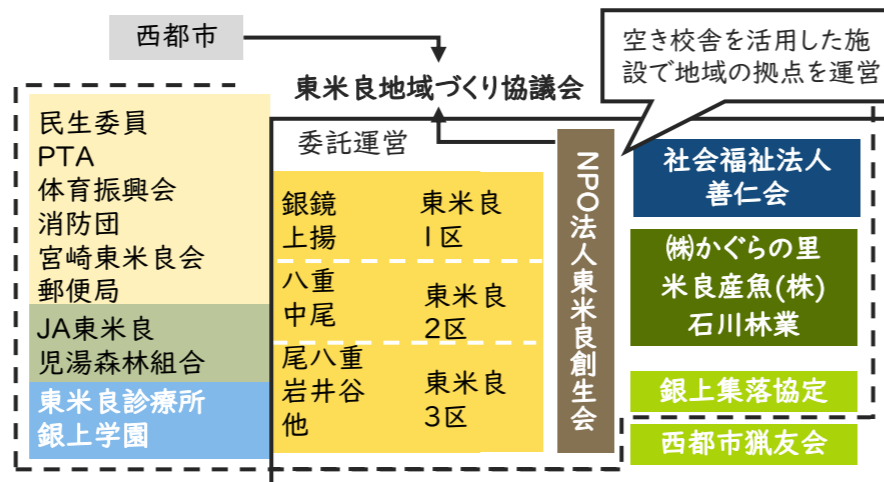 西都市
空き校舎を活用した施
設で地域の拠点を運営
東米良地域づくり協議会
民生委員
PTA
体育振興会
消防団
宮崎東米良会
郵便局
JA東米良
児湯森林組合
東米良診療所
銀上学園
委託運営
銀鏡
上揚
東米良
1区
八重
中尾
東米良
2区
尾八重
岩井谷
他
東米良
3区
NPO法人東米良創生会
社会福祉法人
善仁会
㈱かぐらの里
米良産魚(株)
石川林業
銀上集落協定
西都市猟友会